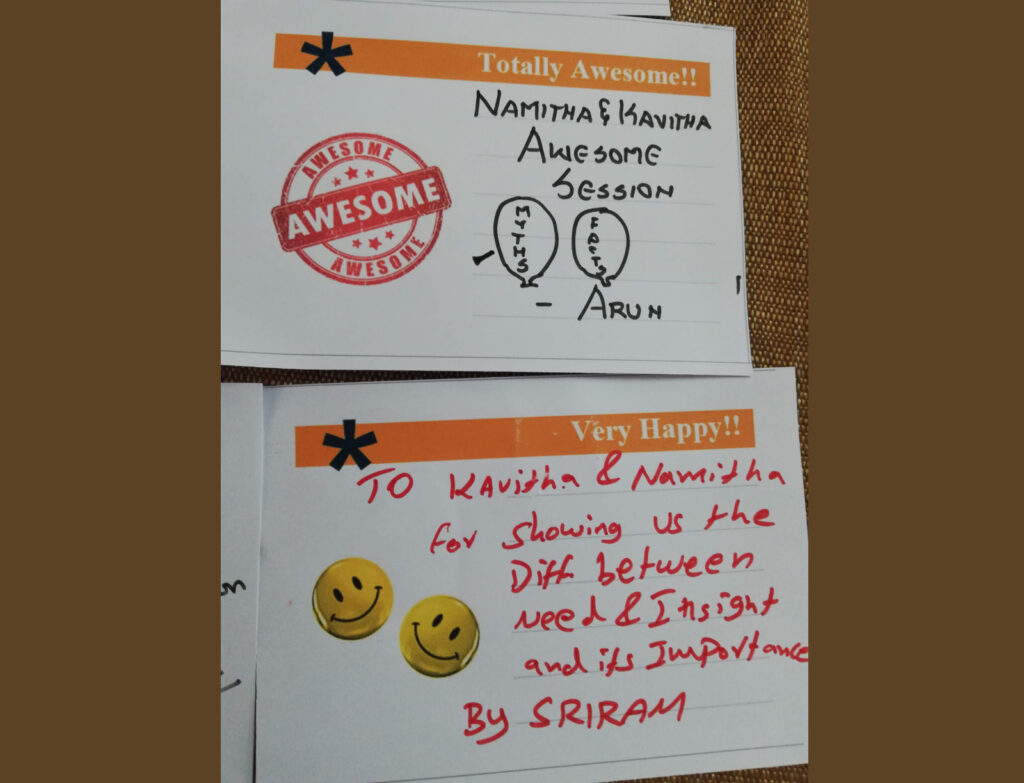 Totally Awesome!!
NAMITHA & KAVITHA
AWESOME
SESSION
AWESOME
AWESOME
AWESOME
MYTHS
FACTS
- ARUN
Very Happy!!
TO Kavitha & Namitha
for showing us the
Diff between
Need & Insight
and its Importance
By SRIRAM